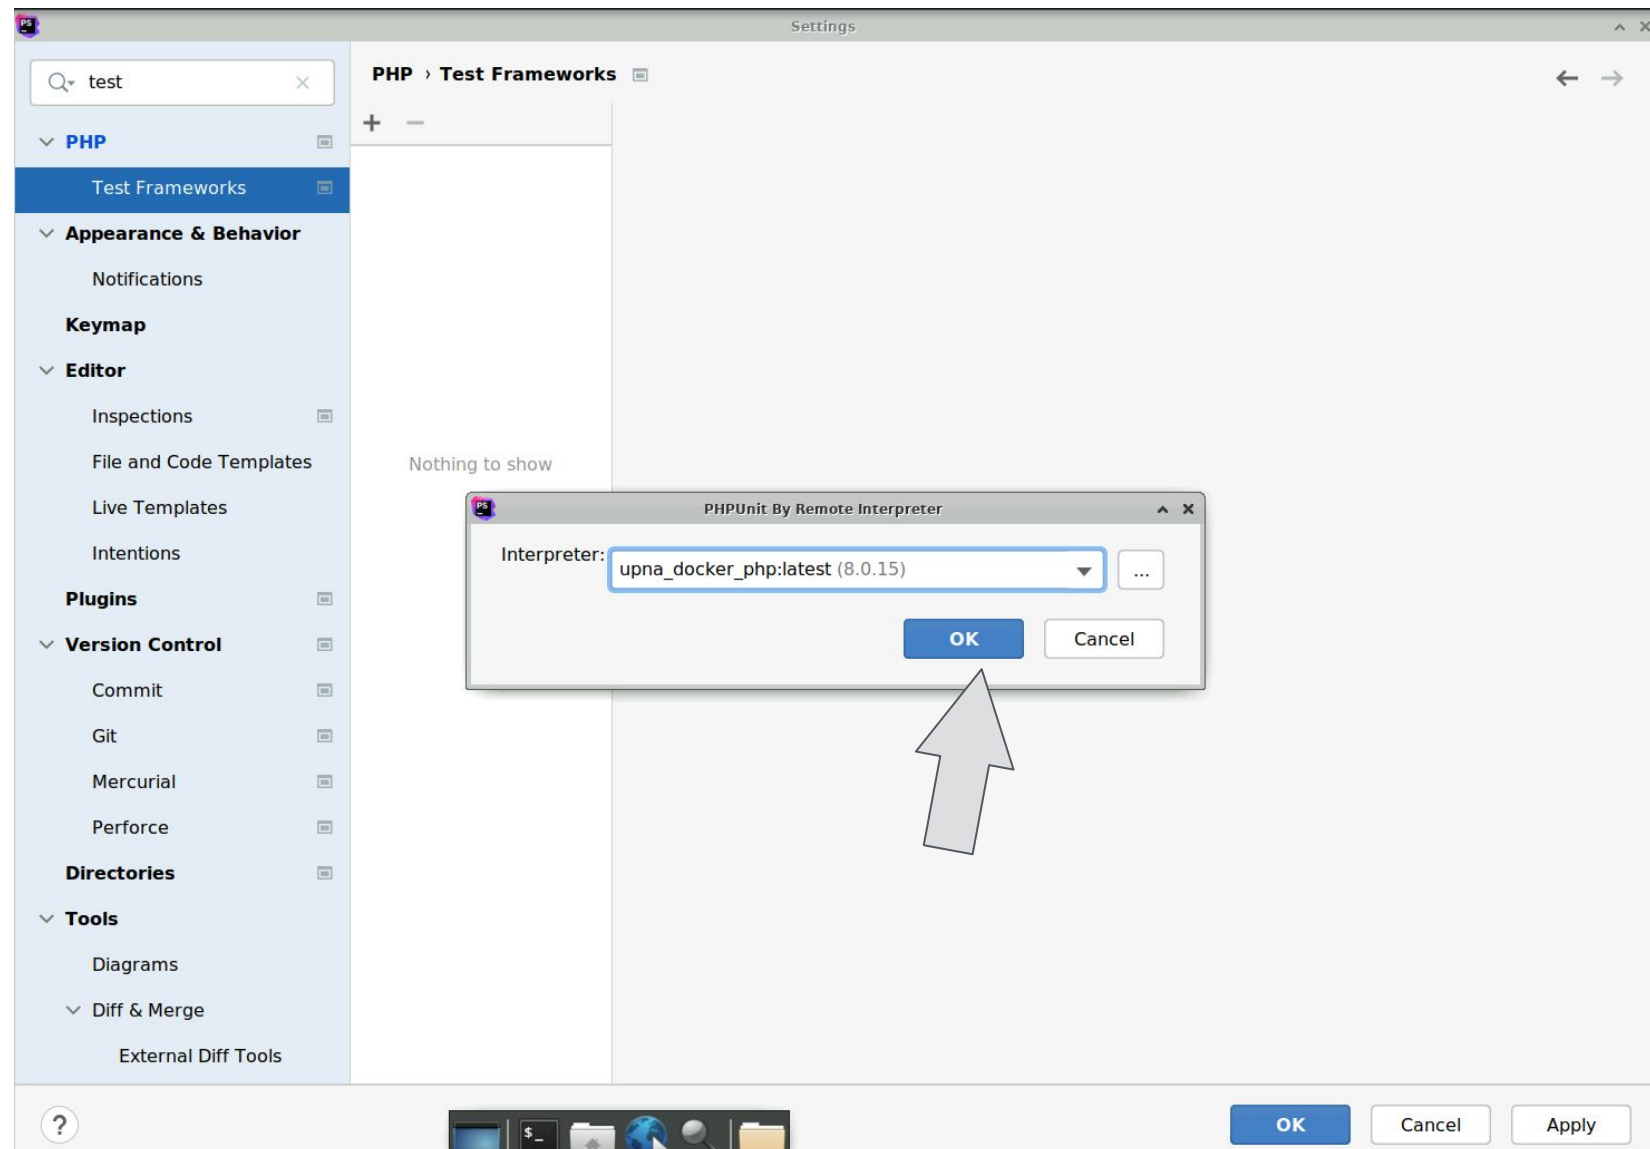 Settings
test
PHP
Test Frameworks
Appearance & Behavior
Notifications
Keymap
Editor
Inspections
File and Code Templates
Live Templates
Intentions
Plugins
Version Control
Commit
Git
Mercurial
Perforce
Directories
Tools
Diagrams
Diff & Merge
External Diff Tools
PHP › Test Frameworks
Nothing to show
PHPUnit By Remote Interpreter
Interpreter: upna_docker_php:latest (8.0.15) ...
OK Cancel
? OK Cancel Apply
PS
PS
$_